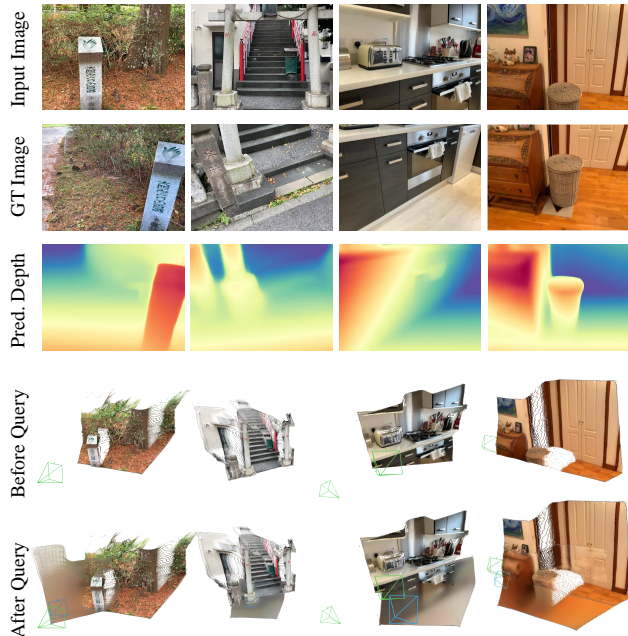 Input Image
GT Image
Pred. Depth
Before Query
After Query